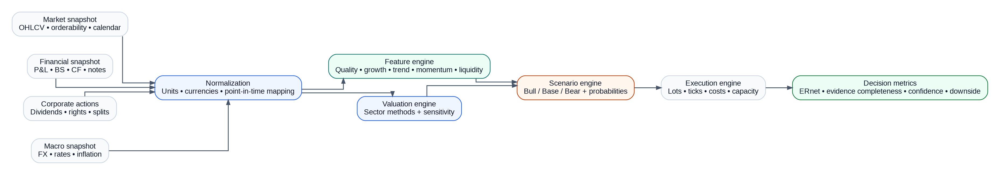 Market snapshot
OHLCV • orderability • calendar
Financial snapshot
P&L • BS • CF • notes
Corporate actions
Dividends • rights • splits
Macro snapshot
FX • rates • inflation
Normalization
Units • currencies • point-in-time mapping
Feature engine
Quality • growth • trend • momentum • liquidity
Valuation engine
Sector methods + sensitivity
Scenario engine
Bull / Base / Bear + probabilities
Execution engine
Lots • ticks • costs • capacity
Decision metrics
ERnet • evidence completeness • confidence • downside